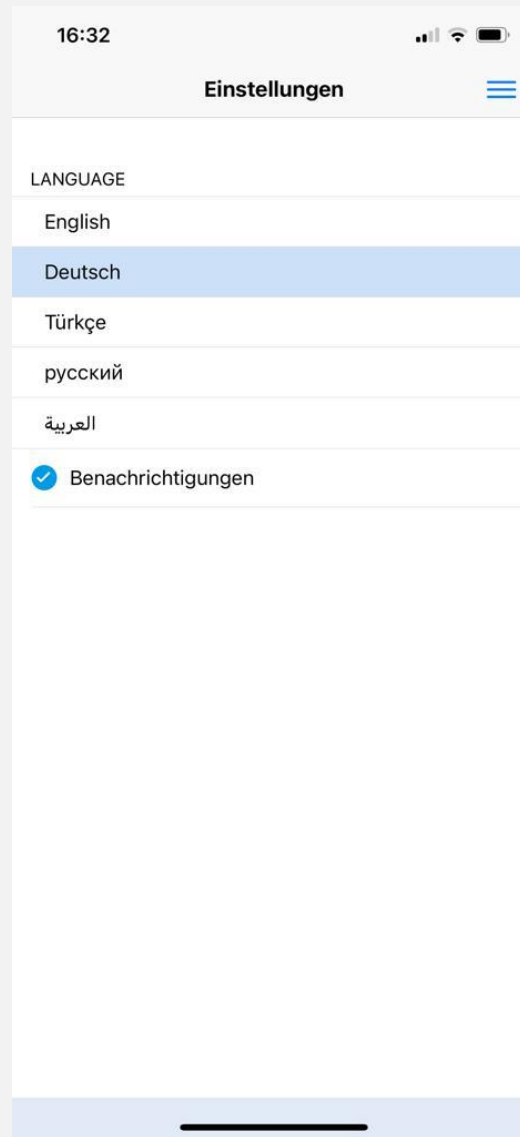 16:32
Einstellungen
LANGUAGE
English
Deutsch
Türkçe
русский
العربية
Benachrichtigungen